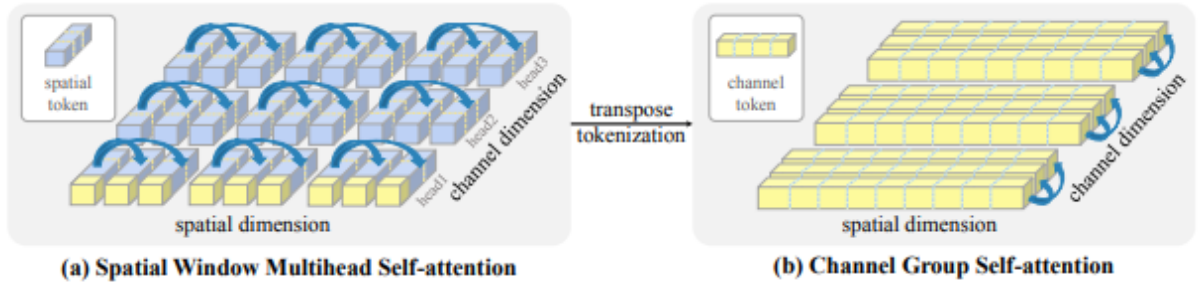 spatial
token
head3
head2
head1
channel dimension
spatial dimension
(a) Spatial Window Multihead Self-attention
transpose
tokenization
channel
token
channel dimension
spatial dimension
(b) Channel Group Self-attention